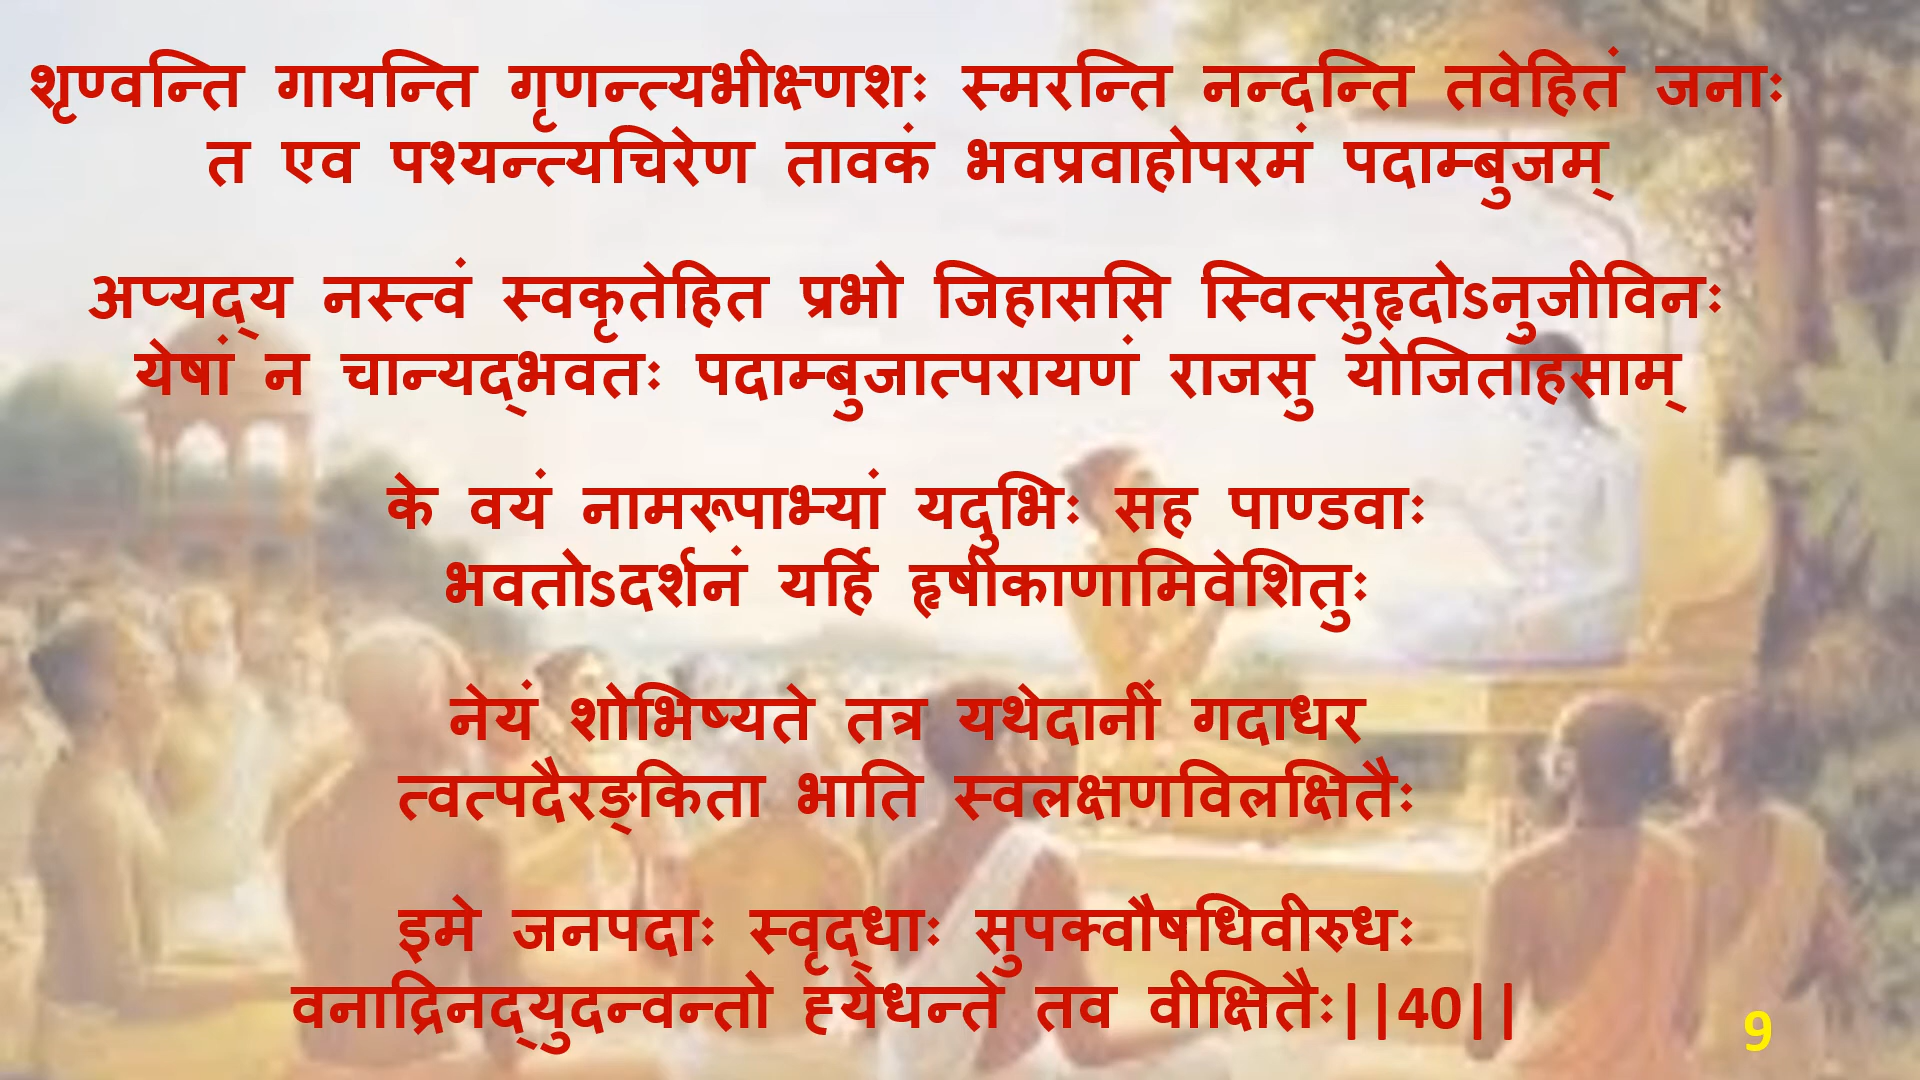 शृण्वन्ति गायन्ति गृणन्त्यभीक्ष्णशः स्मरन्ति नन्दन्ति तवेहितं जनाः
त एव पश्यन्त्यचिरेण तावकं भवप्रवाहोपरमं पदाम्बुजम्
अप्यद्य नस्त्वं स्वकृतेहित प्रभो जिहाससि स्वित्सुहृदोऽनुजीविनः
येषां न चान्यद्भवतः पदाम्बुजात्परायणं राजसु योजितांहसाम्
के वयं नामरूपाभ्यां यदुभिः सह पाण्डवाः
भवतोऽदर्शनं यर्हि हृषीकाणामिवेशितुः
नेयं शोभिष्यते तत्र यथेदानीं गदाधर
त्वत्पदैरङ्किता भाति स्वलक्षणविलक्षितैः
इमे जनपदाः स्वृद्धाः सुपक्वौषधिवीरुधः
वनाद्रिनद्युदन्वन्तो ह्येधन्ते तव वीक्षितैः||40||
9